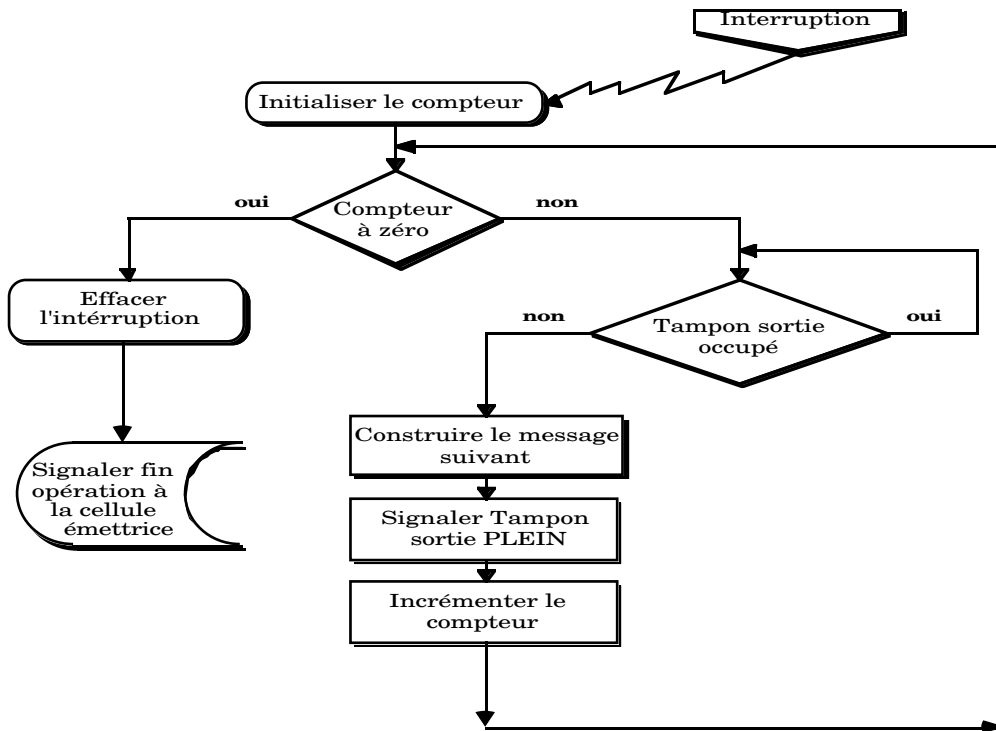 Interruption
Initialiser le compteur
oui
Compteur
à zéro
non
Effacer
l'intérruption
non
Tampon sortie
occupé
oui
Construire le message
suivant
Signaler fin
opération à
la cellule
émettrice
Signaler Tampon
sortie PLEIN
Incrémenter le
compteur